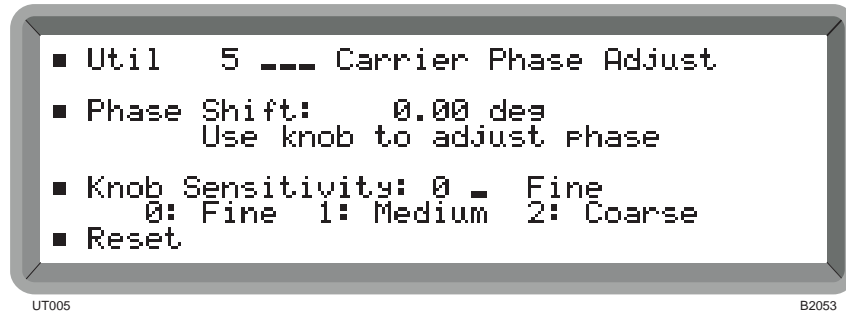 ■ Util 5 ___ Carrier Phase Adjust
■ Phase Shift: 0.00 deg
Use knob to adjust phase
■ Knob Sensitivity: 0 _ Fine
0: Fine 1: Medium 2: Coarse
■ Reset
UT005 B2053